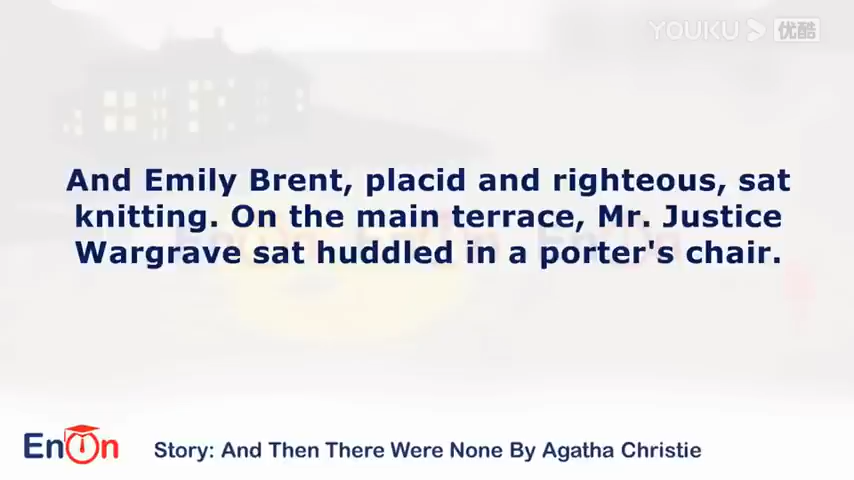 YOUKU 优酷
And Emily Brent, placid and righteous, sat
knitting. On the main terrace, Mr. Justice
Wargrave sat huddled in a porter's chair.
EnOn
Story: And Then There Were None By Agatha Christie